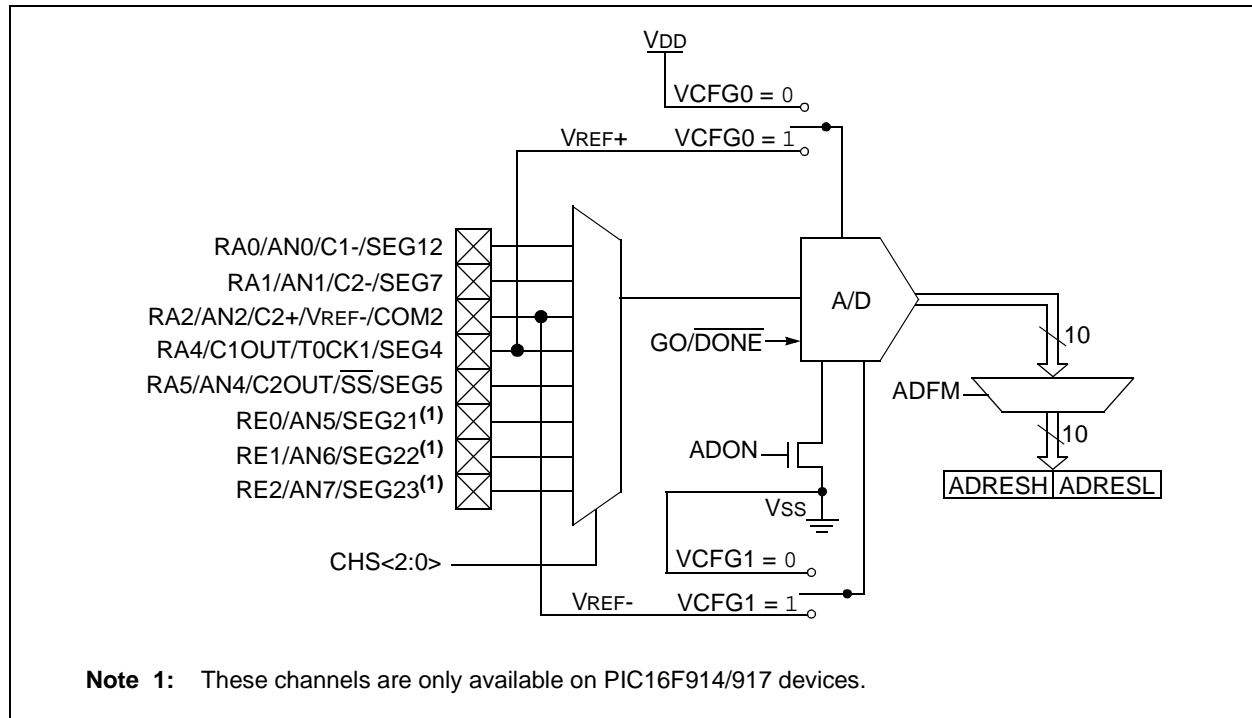 VDD
VCFG0 = 0
VREF+ VCFG0 = 1
RA0/AN0/C1-/SEG12
RA1/AN1/C2-/SEG7
RA2/AN2/C2+/VREF-/COM2
RA4/C1OUT/T0CK1/SEG4
RA5/AN4/C2OUT/SS/SEG5
RE0/AN5/SEG21(1)
RE1/AN6/SEG22(1)
RE2/AN7/SEG23(1)
CHS<2:0>
A/D
GO/DONE
10
ADFM
10
ADON
ADRESH ADRESL
VSS
VCFG1 = 0
VREF- VCFG1 = 1
Note 1: These channels are only available on PIC16F914/917 devices.